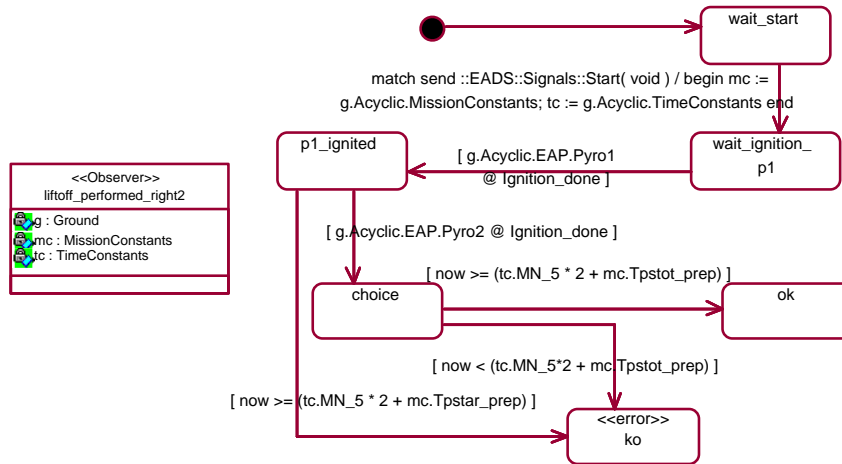 wait_start
match send ::EADS::Signals::Start( void ) / begin mc :=
g.Acyclic.MissionConstants; tc := g.Acyclic.TimeConstants end
p1_ignited
wait_ignition_
p1
[ g.Acyclic.EAP.Pyro1
@ Ignition_done ]
<<Observer>>
liftoff_performed_right2
g : Ground
mc : MissionConstants
tc : TimeConstants
[ g.Acyclic.EAP.Pyro2 @ Ignition_done ]
[ now >= (tc.MN_5 * 2 + mc.Tpstot_prep) ]
choice
ok
[ now < (tc.MN_5*2 + mc.Tpstot_prep) ]
[ now >= (tc.MN_5 * 2 + mc.Tpstar_prep) ]
<<error>>
ko